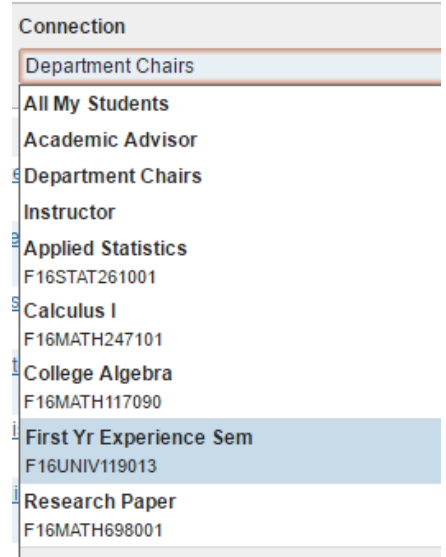 Connection
Department Chairs
All My Students
Academic Advisor
Department Chairs
Instructor
Applied Statistics
F16STAT261001
Calculus I
F16MATH247101
College Algebra
F16MATH117090
First Yr Experience Sem
F16UNIV119013
Research Paper
F16MATH698001